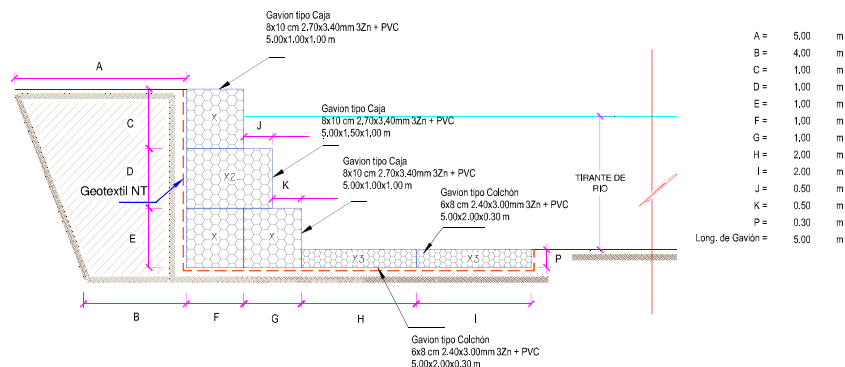 Gavion tipo Caja
8x10 cm 2.70x3.40mm 3Zn + PVC
5.00x1.00x1.00 m
A
C
X
J
Gavion tipo Caja
8x10 cm 2.70x3.40mm 3Zn + PVC
5.00x1.50x1.00 m
D
X2
K
Gavion tipo Caja
8x10 cm 2.70x3.40mm 3Zn + PVC
5.00x1.00x1.00 m
Geotextil NT
Gavion tipo Colchón
6x8 cm 2.40x3.00mm 3Zn + PVC
5.00x2.00x0.30 m
TIRANTE DE
RIO
E
X
X
X3
X3
P
B
F
G
H
I
Gavion tipo Colchón
6x8 cm 2.40x3.00mm 3Zn + PVC
5.00x2.00x0.30 m
A = 5,00 m
B = 4,00 m
C = 1,00 m
D = 1,00 m
E = 1,00 m
F = 1,00 m
G = 1,00 m
H = 2,00 m
I = 2.00 m
J = 0.50 m
K = 0.50 m
P = 0.30 m
Long. de Gavión = 5,00 m